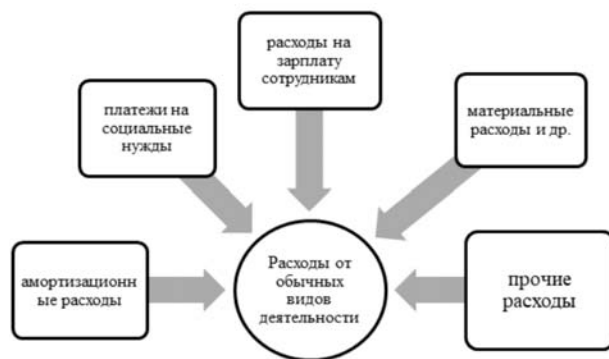 расходы на
зарплату
сотрудникам
платежи на
социальные
нужды
материальные
расходы и др.
амортизационн
ые расходы
Расходы от
обычных
видов
деятельности
прочие
расходы